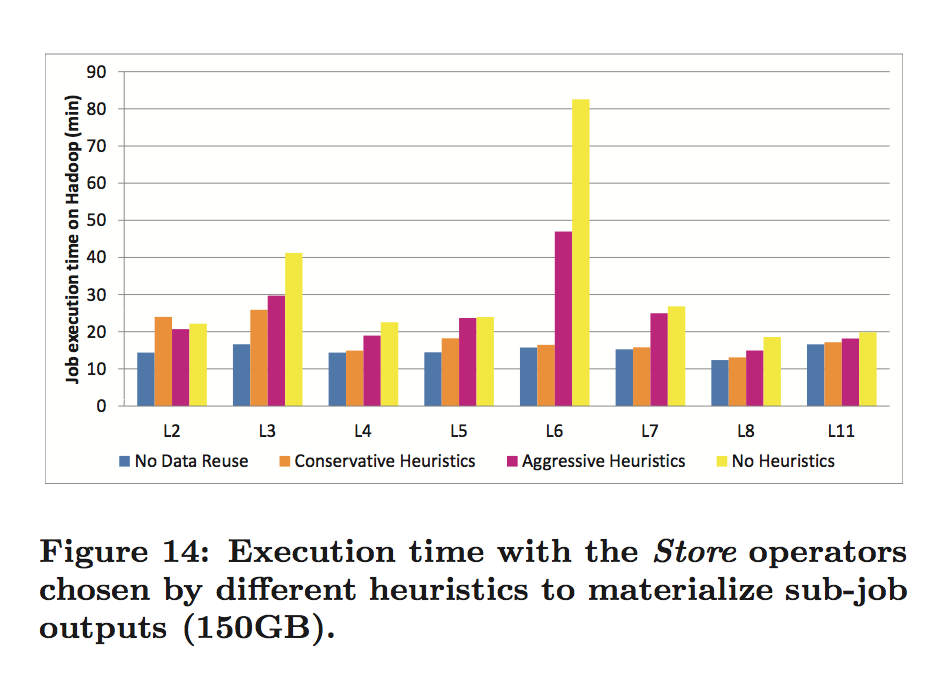 90
80
70
60
50
40
30
20
10
0
Job execution time on Hadoop (min)
L2 L3 L4 L5 L6 L7 L8 L11
No Data Reuse Conservative Heuristics Aggressive Heuristics No Heuristics
Figure 14: Execution time with the Store operators
chosen by different heuristics to materialize sub-job
outputs (150GB).